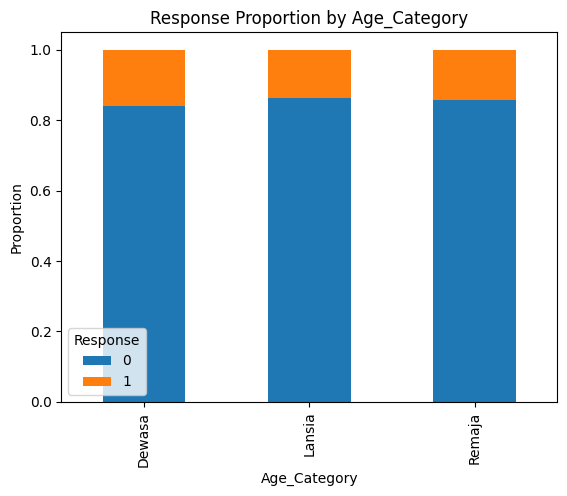 Response Proportion by Age_Category
Proportion
1.0
0.8
0.6
0.4
0.2
0.0
Response
0
1
Dewasa
Lansia
Remaja
Age_Category